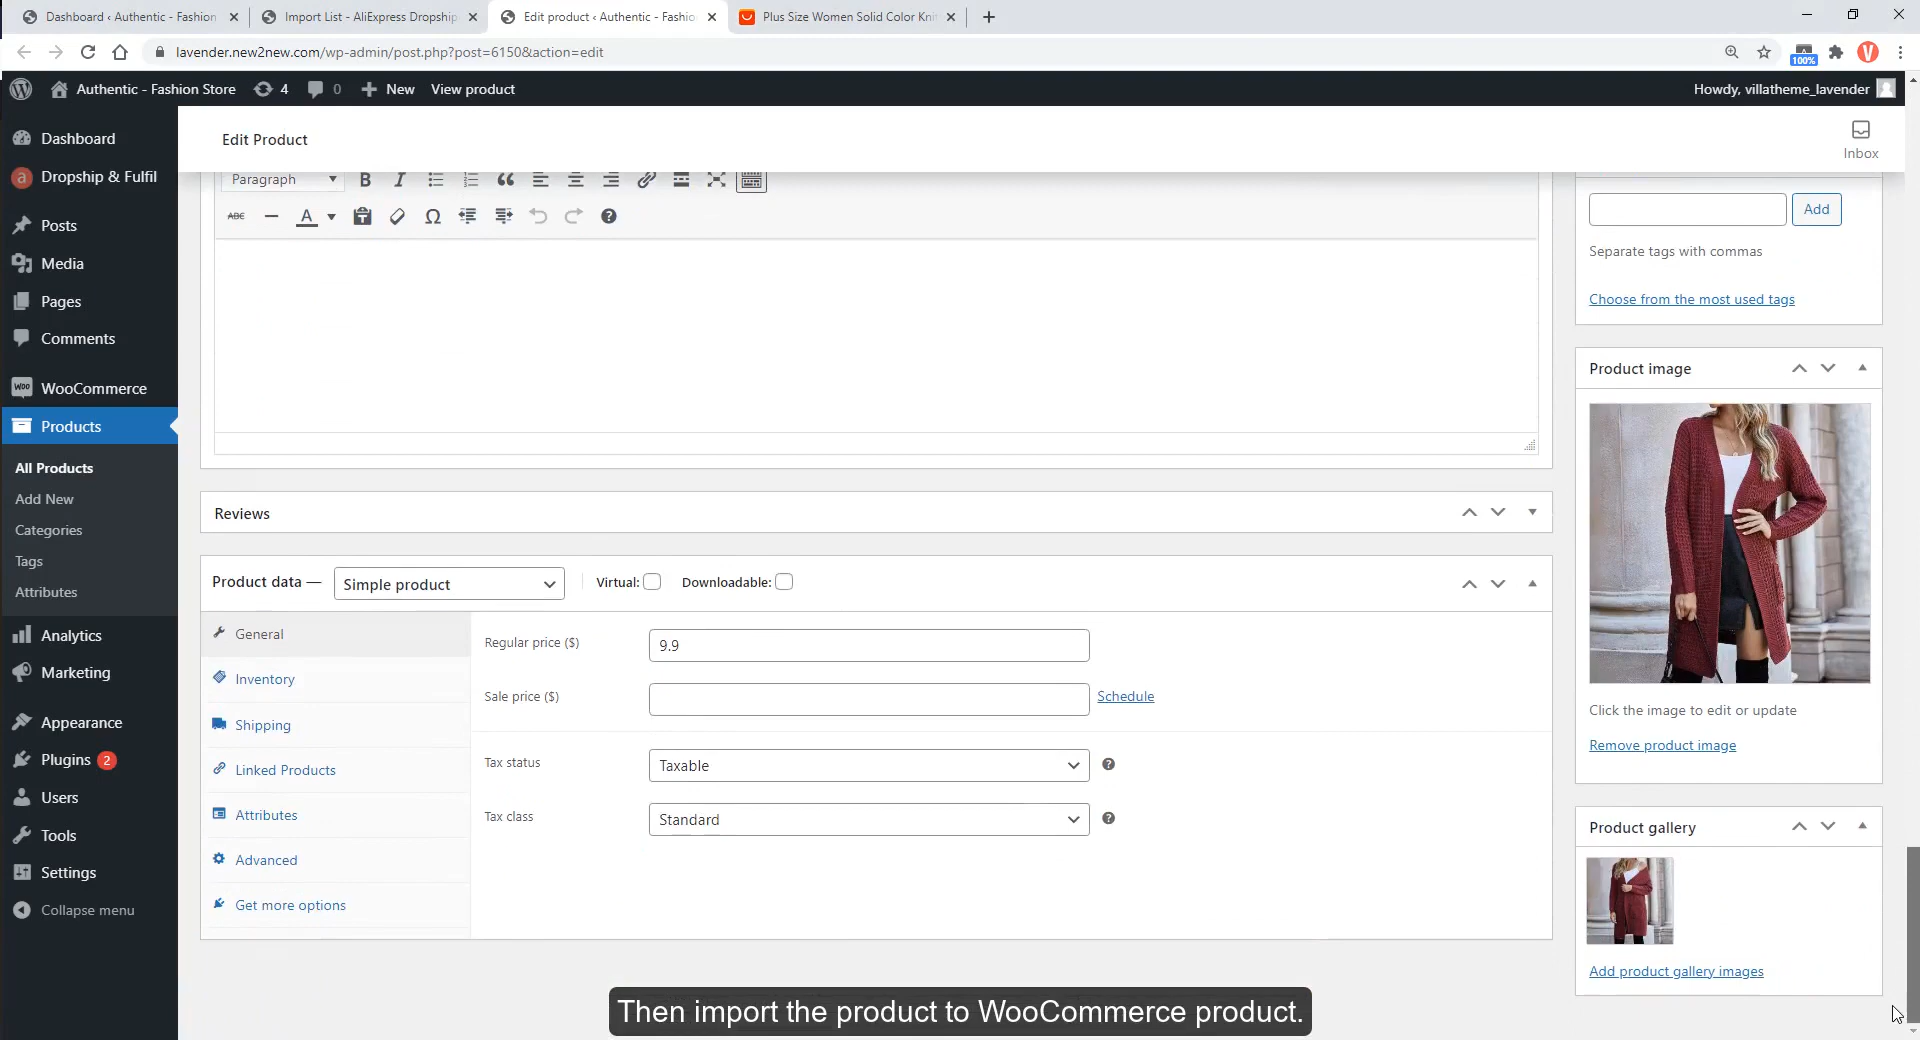 Dashboard ‹ Authentic - Fashion
Import List - AliExpress Dropship
Edit product ‹ Authentic - Fashio
Plus Size Women Solid Color Kni
lavender.new2new.com/wp-admin/post.php?post=6150&action=edit
100%
V
Authentic - Fashion Store
4
0
New
View product
Howdy, villatheme_lavender
Dashboard
a
Dropship & Fulfil
Posts
Media
Pages
Comments
Woo
WooCommerce
Products
All Products
Add New
Categories
Tags
Attributes
Analytics
Marketing
Appearance
Plugins 2
Users
Tools
Settings
Collapse menu
Edit Product
Inbox
Paragraph
B
I
ABC
A
Ω
Add
Separate tags with commas
Choose from the most used tags
Reviews
Product data —
Simple product
Virtual:
Downloadable:
General
Inventory
Shipping
Linked Products
Attributes
Advanced
Get more options
Regular price ($)
9.9
Sale price ($)
Schedule
Tax status
Taxable
Tax class
Standard
Product image
Click the image to edit or update
Remove product image
Product gallery
Add product gallery images
Then import the product to WooCommerce product.